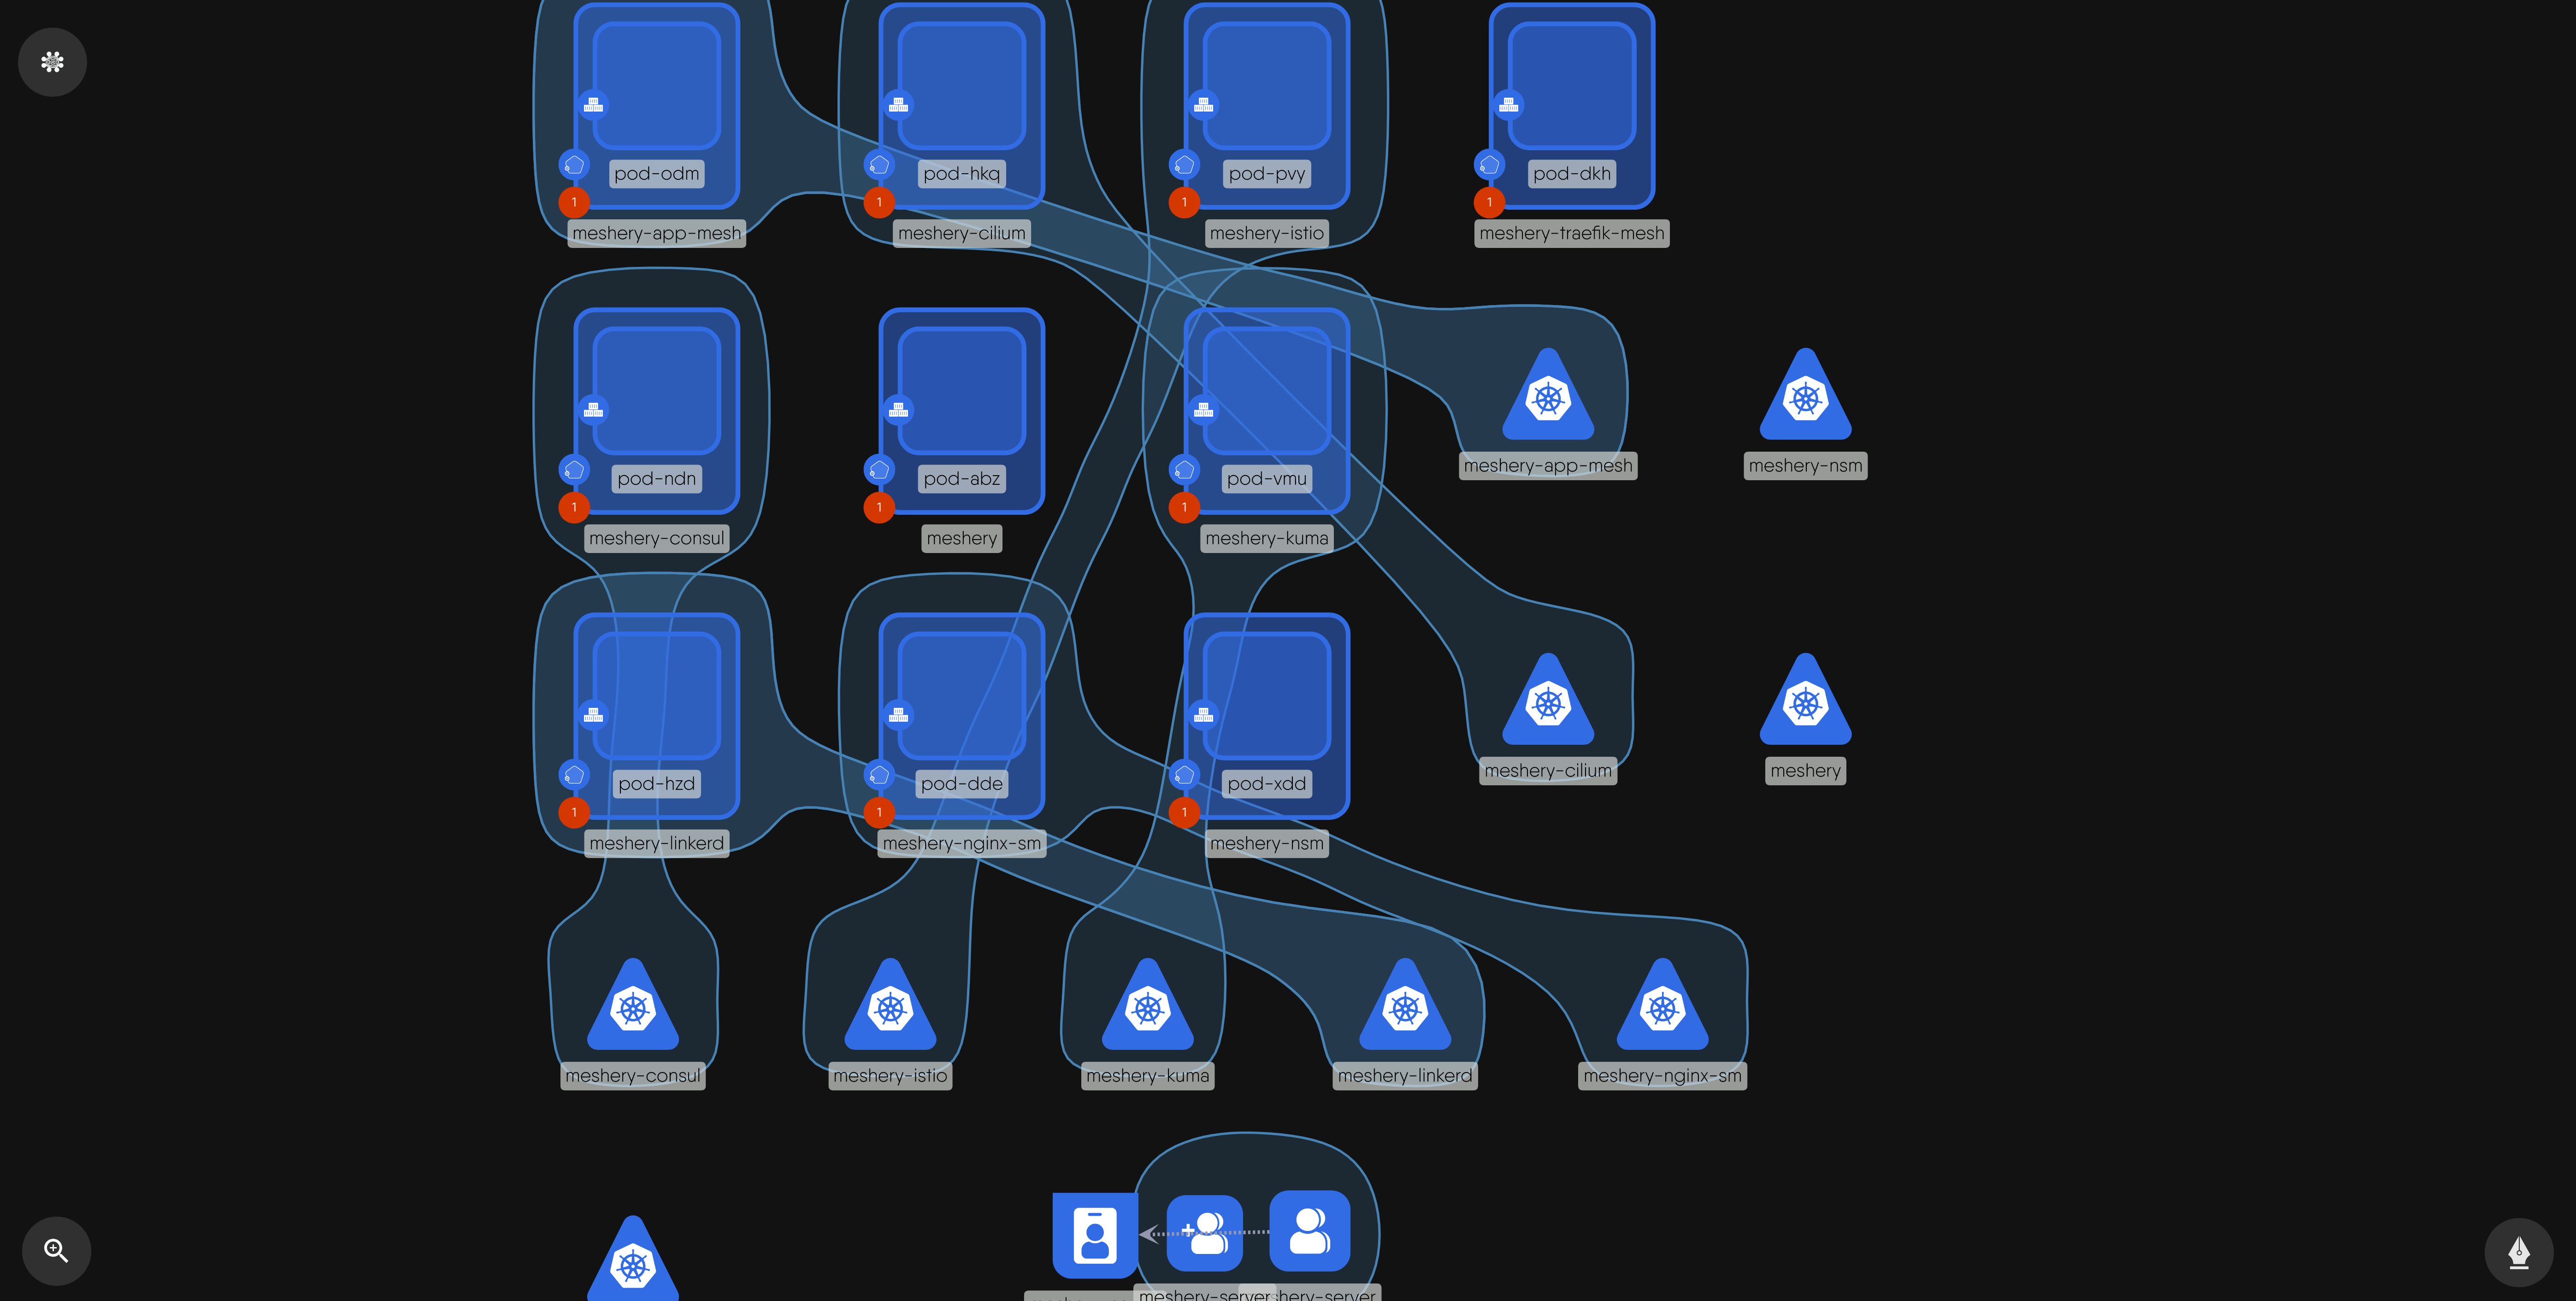 pod-odm
pod-hkq
pod-pvy
pod-dkh
1
1
1
1
meshery-app-mesh
meshery-cilium
meshery-istio
meshery-traefik-mesh
meshery-app-mesh
meshery-nsm
pod-ndn
pod-abz
pod-vmu
1
1
1
meshery-consul
meshery
meshery-kuma
meshery-cilium
meshery
pod-hzd
pod-dde
pod-xdd
1
1
1
meshery-linkerd
meshery-nginx-sm
meshery-nsm
meshery-consul
meshery-istio
meshery-kuma
meshery-linkerd
meshery-nginx-sm
meshery-server
hery-server